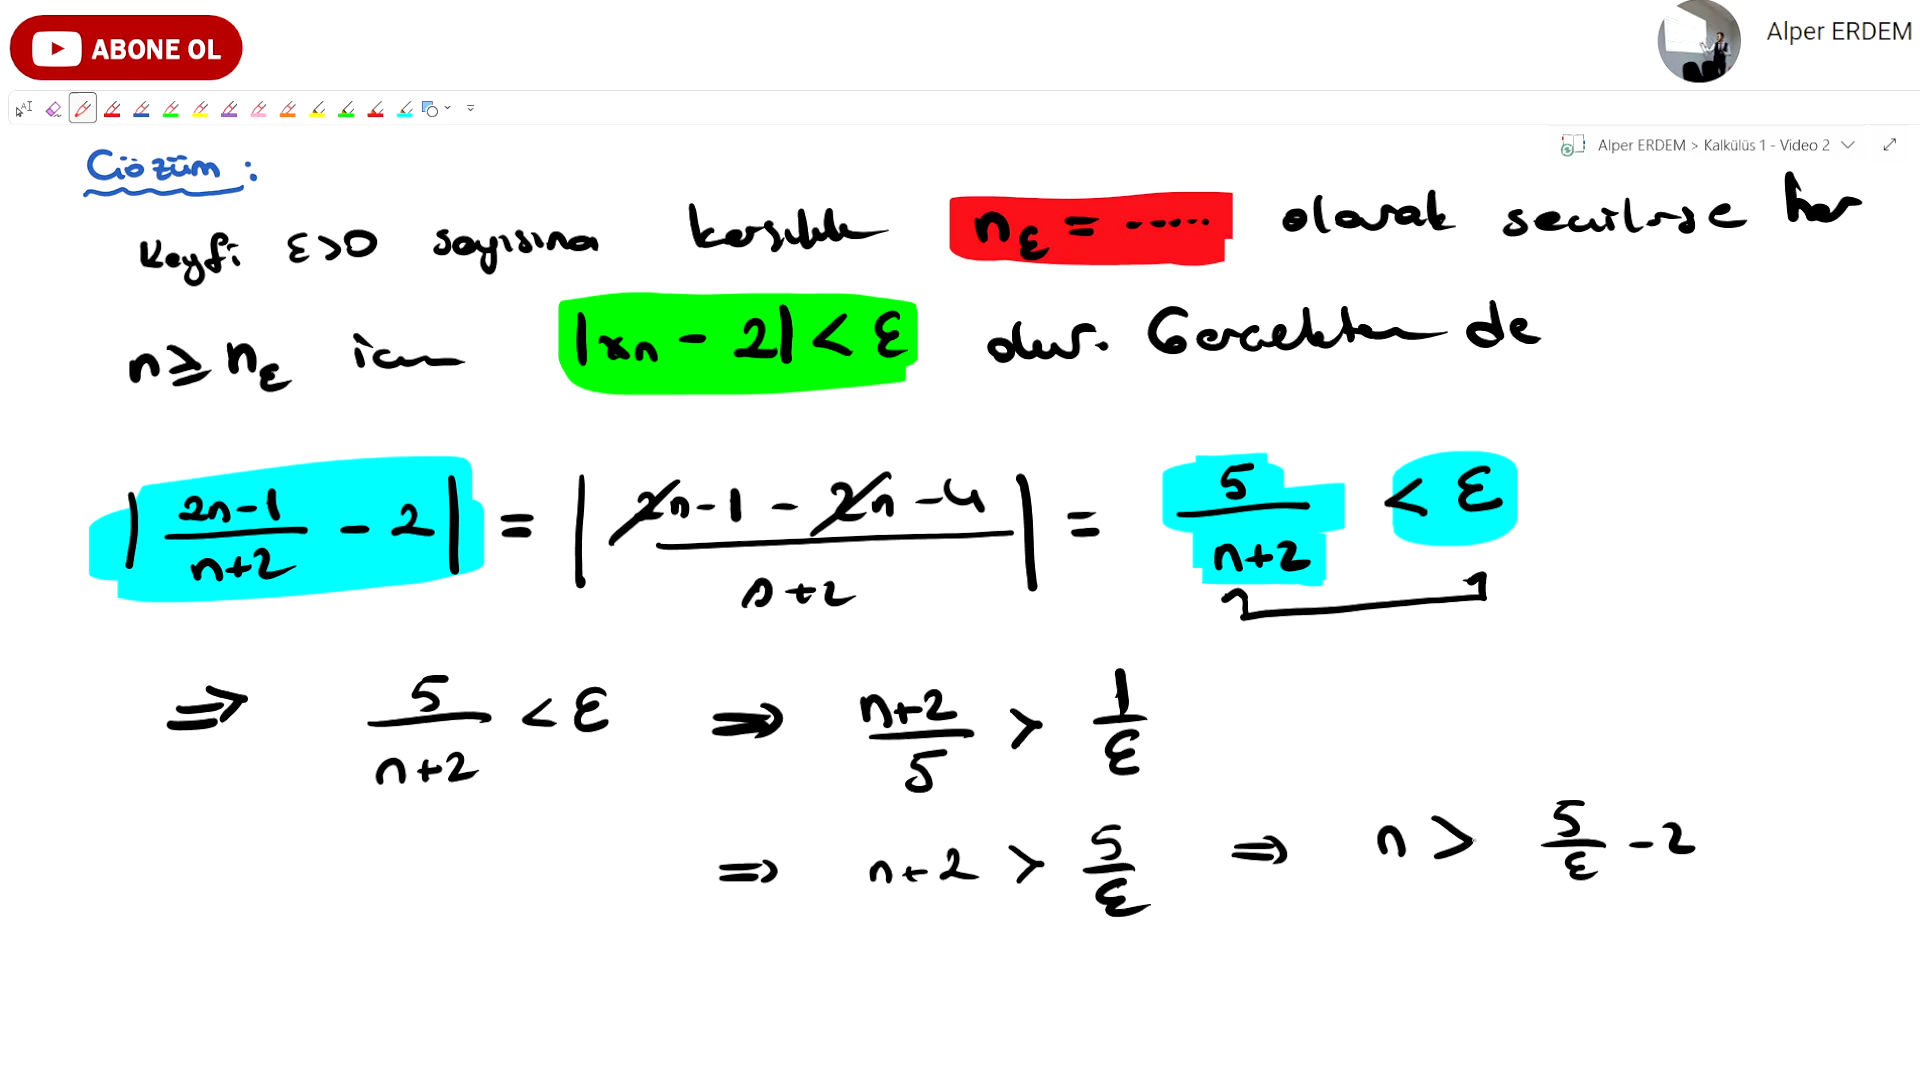 ABONE OL
Alper ERDEM
Alper ERDEM > Kalkülüs 1 - Video 2
Çözüm :
Keyfi ε>0 sayısına karşılık nε = ...... olarak seçilirse her
n ≥ nε için |xn - 2| < ε olur. Gerçekten de
|(2n-1)/(n+2) - 2| = |(2n-1-2n-4)/(n+2)| = 5/(n+2) < ε
⇒ 5/(n+2) < ε ⇒ (n+2)/5 > 1/ε
⇒ n+2 > 5/ε ⇒ n > 5/ε - 2